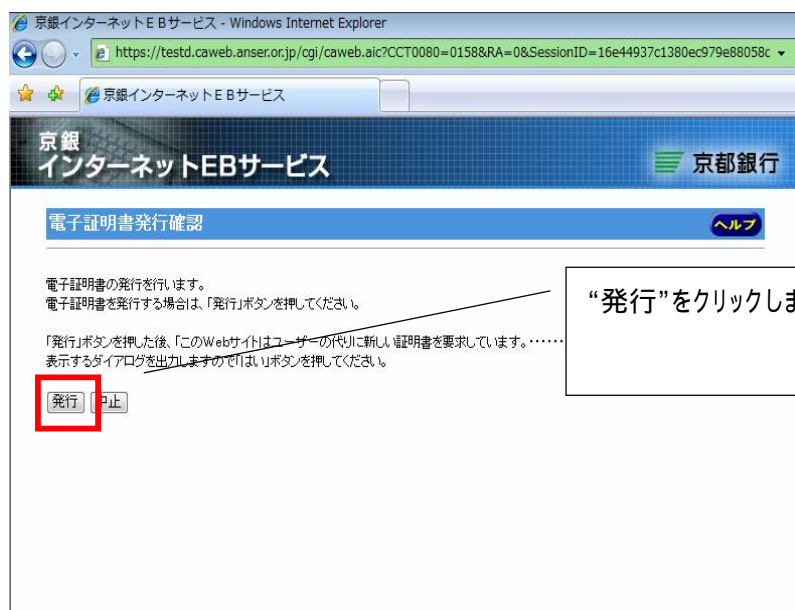 京銀インターネットＥＢサービス - Windows Internet Explorer
https://testd.caweb.anser.or.jp/cgi/caweb.aic?CCT0080=0158&RA=0&SessionID=16e44937c1380ec979e88058c
京銀インターネットＥＢサービス
京銀
インターネットEBサービス
京都銀行
電子証明書発行確認
ヘルプ
電子証明書の発行を行います。
電子証明書を発行する場合は、「発行」ボタンを押してください。
“発行”をクリックしま
「発行」ボタンを押した後、「このWebサイトはユーザーの代りに新しい証明書を要求しています。‥‥‥
表示するダイアログを出力しますので「はい」ボタンを押してください。
発行 中止